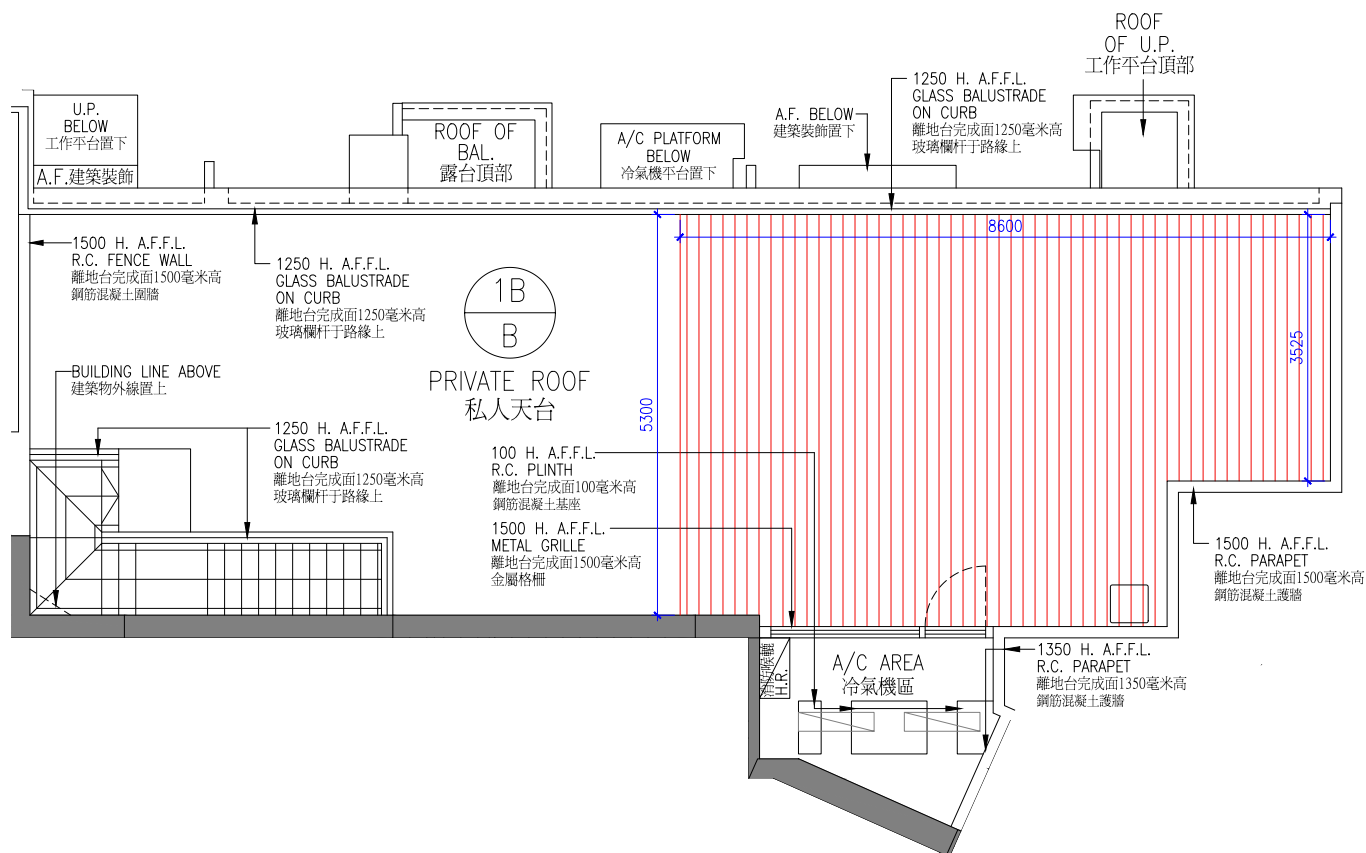 ROOF
OF U.P.
工作平台頂部
U.P.
BELOW
工作平台置下
A.F.建築裝飾
ROOF OF
BAL.
露台頂部
A/C PLATFORM
BELOW
冷氣機平台置下
A.F. BELOW
建築裝飾置下
1250 H. A.F.F.L.
GLASS BALUSTRADE
ON CURB
離地台完成面1250毫米高
玻璃欄杆于路緣上
8600
1500 H. A.F.F.L.
R.C. FENCE WALL
離地台完成面1500毫米高
鋼筋混凝土圍牆
1250 H. A.F.F.L.
GLASS BALUSTRADE
ON CURB
離地台完成面1250毫米高
玻璃欄杆于路緣上
1B
B
PRIVATE ROOF
私人天台
3525
5300
BUILDING LINE ABOVE
建築物外線置上
1250 H. A.F.F.L.
GLASS BALUSTRADE
ON CURB
離地台完成面1250毫米高
玻璃欄杆于路緣上
100 H. A.F.F.L.
R.C. PLINTH
離地台完成面100毫米高
鋼筋混凝土基座
1500 H. A.F.F.L.
METAL GRILLE
離地台完成面1500毫米高
金屬格柵
1500 H. A.F.F.L.
R.C. PARAPET
離地台完成面1500毫米高
鋼筋混凝土護牆
A/C AREA
冷氣機區
H.R.
1350 H. A.F.F.L.
R.C. PARAPET
離地台完成面1350毫米高
鋼筋混凝土護牆